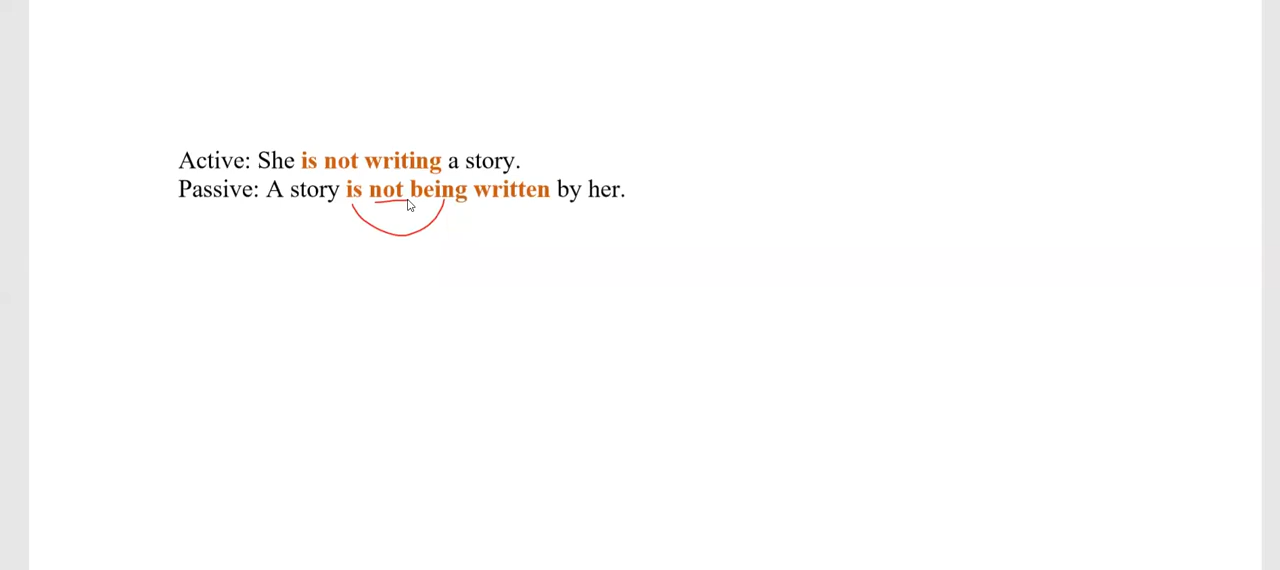 Active: She is not writing a story.
Passive: A story is not being written by her.